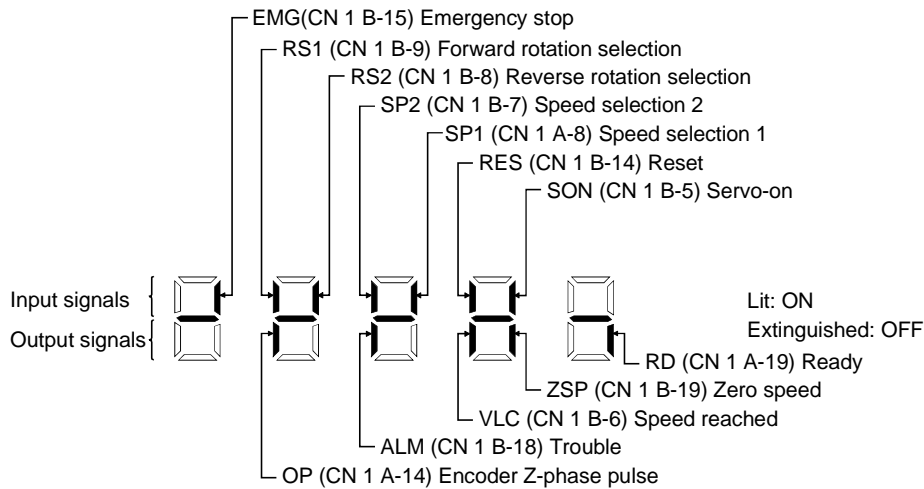 EMG(CN 1 B-15) Emergency stop
RS1 (CN 1 B-9) Forward rotation selection
RS2 (CN 1 B-8) Reverse rotation selection
SP2 (CN 1 B-7) Speed selection 2
SP1 (CN 1 A-8) Speed selection 1
RES (CN 1 B-14) Reset
SON (CN 1 B-5) Servo-on
Input signals
Lit: ON
Output signals
Extinguished: OFF
RD (CN 1 A-19) Ready
ZSP (CN 1 B-19) Zero speed
VLC (CN 1 B-6) Speed reached
ALM (CN 1 B-18) Trouble
OP (CN 1 A-14) Encoder Z-phase pulse